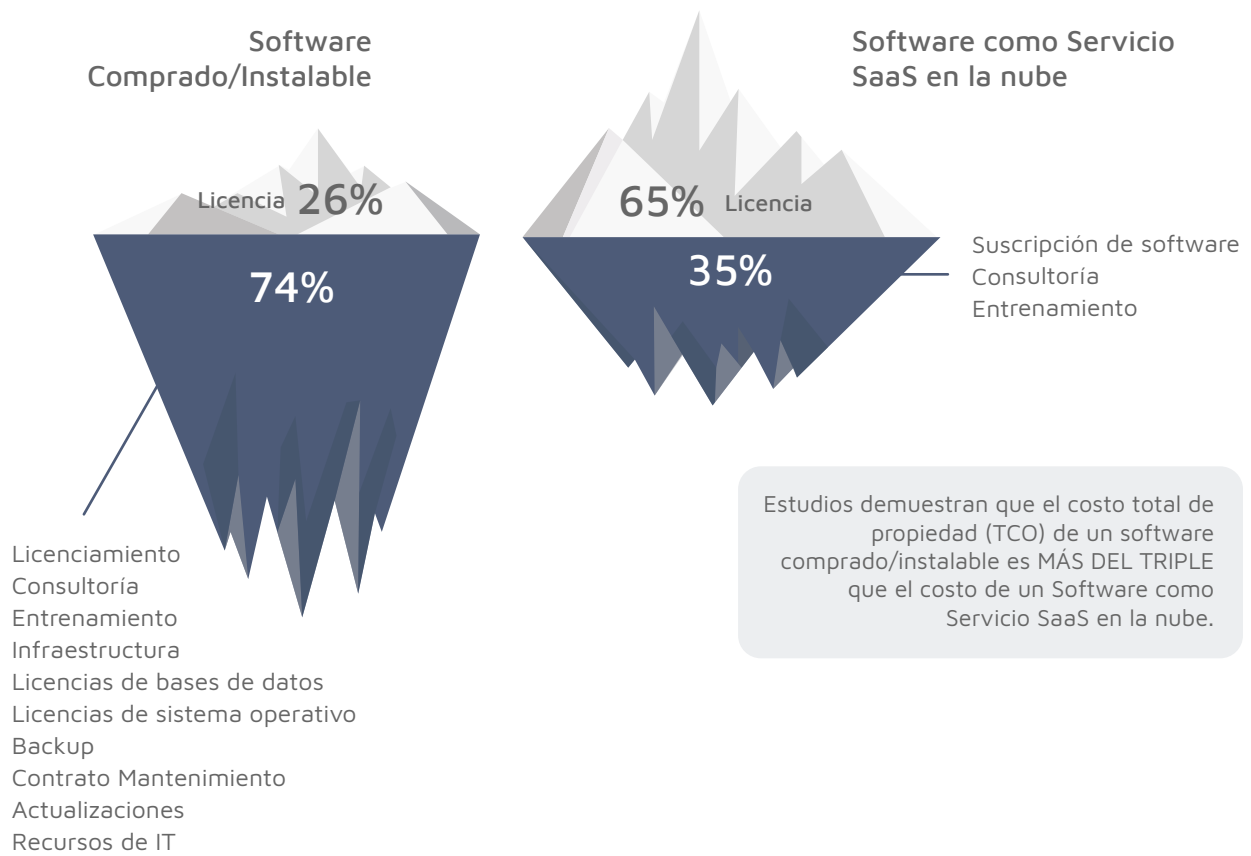 Software
Comprado/Instalable
Licencia 26%
74%
Licenciamiento
Consultoría
Entrenamiento
Infraestructura
Licencias de bases de datos
Licencias de sistema operativo
Backup
Contrato Mantenimiento
Actualizaciones
Recursos de IT
Software como Servicio
SaaS en la nube
65% Licencia
35%
Suscripción de software
Consultoría
Entrenamiento
Estudios demuestran que el costo total de
propiedad (TCO) de un software
comprado/instalable es MÁS DEL TRIPLE
que el costo de un Software como
Servicio SaaS en la nube.